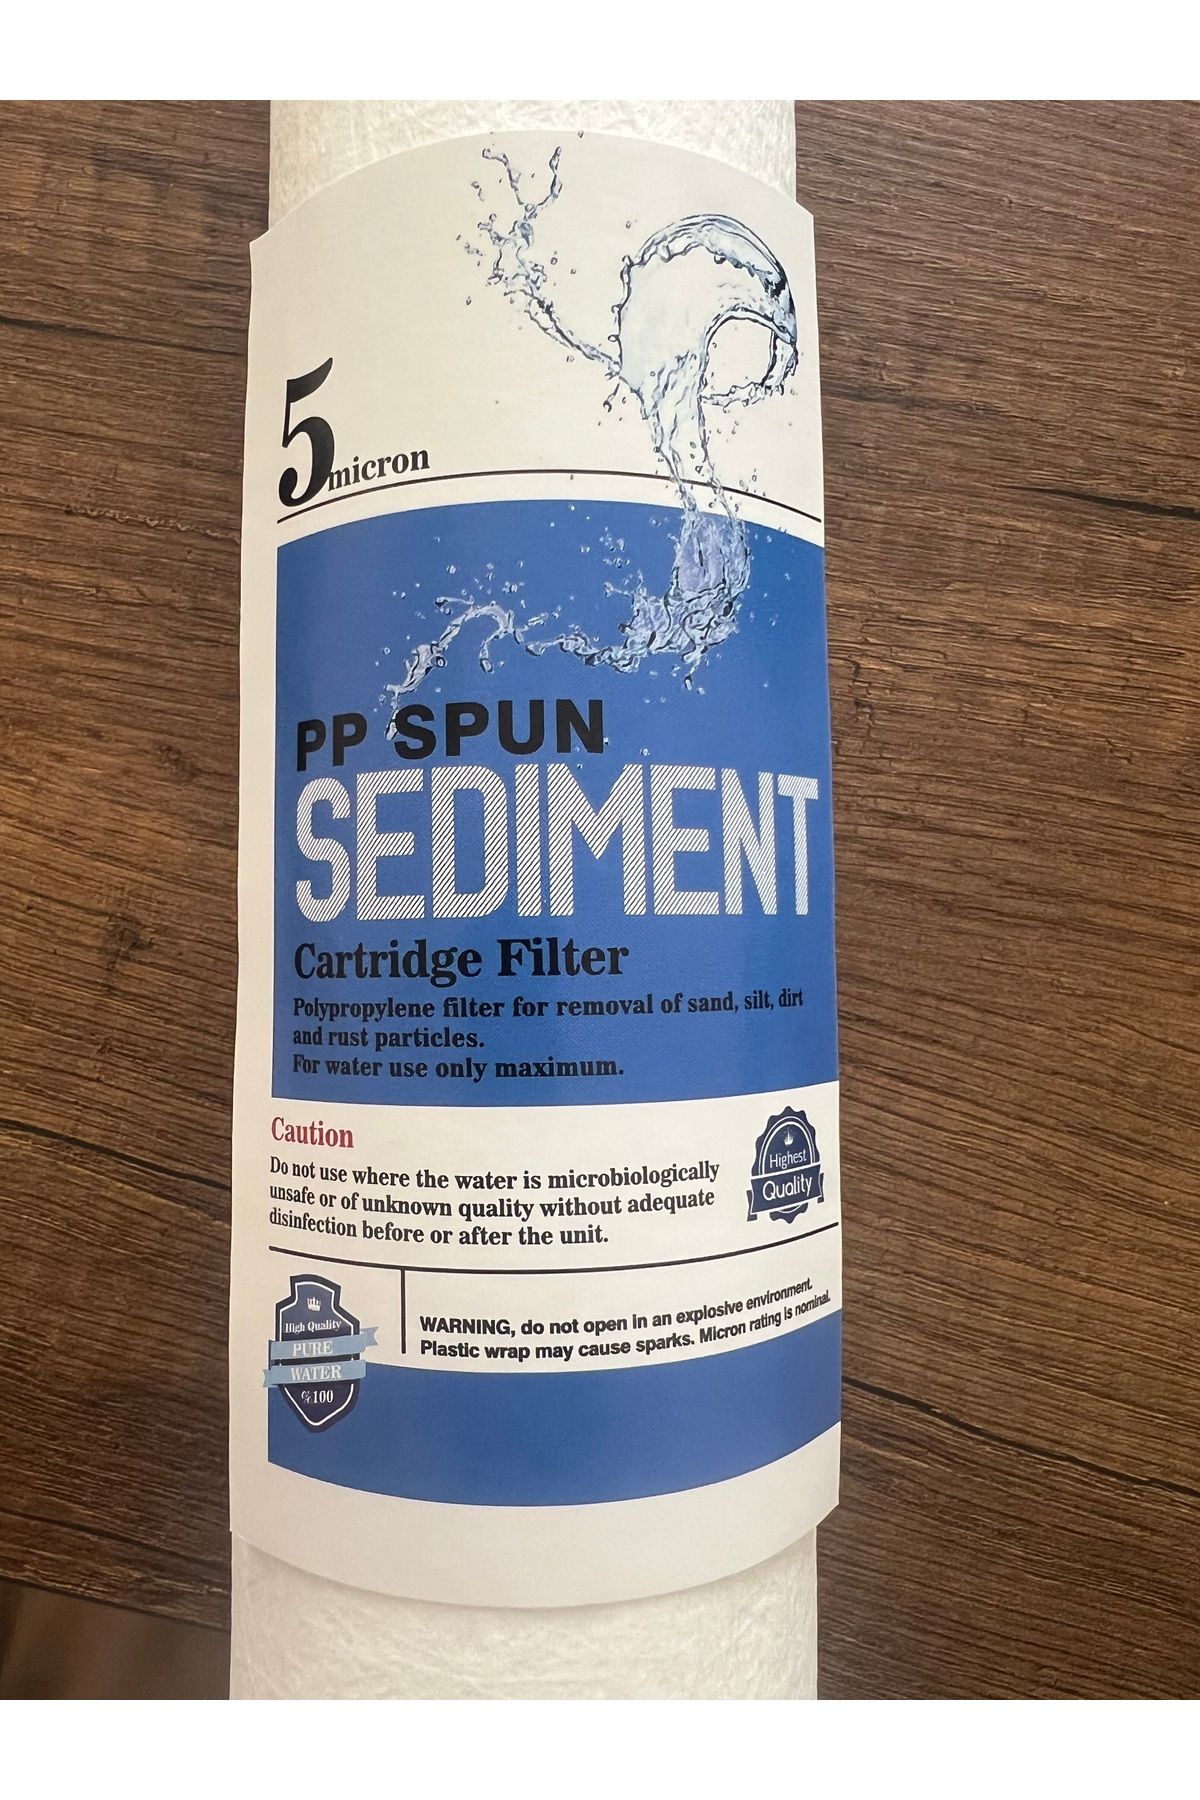 5 micron
PP SPUN
SEDIMENT
Cartridge Filter
Polypropylene filter for removal of sand, silt, dirt
and rust particles.
For water use only maximum.
Caution
Do not use where the water is microbiologically
unsafe or of unknown quality without adequate
disinfection before or after the unit.
Highest
Quality
High Quality
PURE
WATER
%100
WARNING, do not open in an explosive environment.
Plastic wrap may cause sparks. Micron rating is nominal.